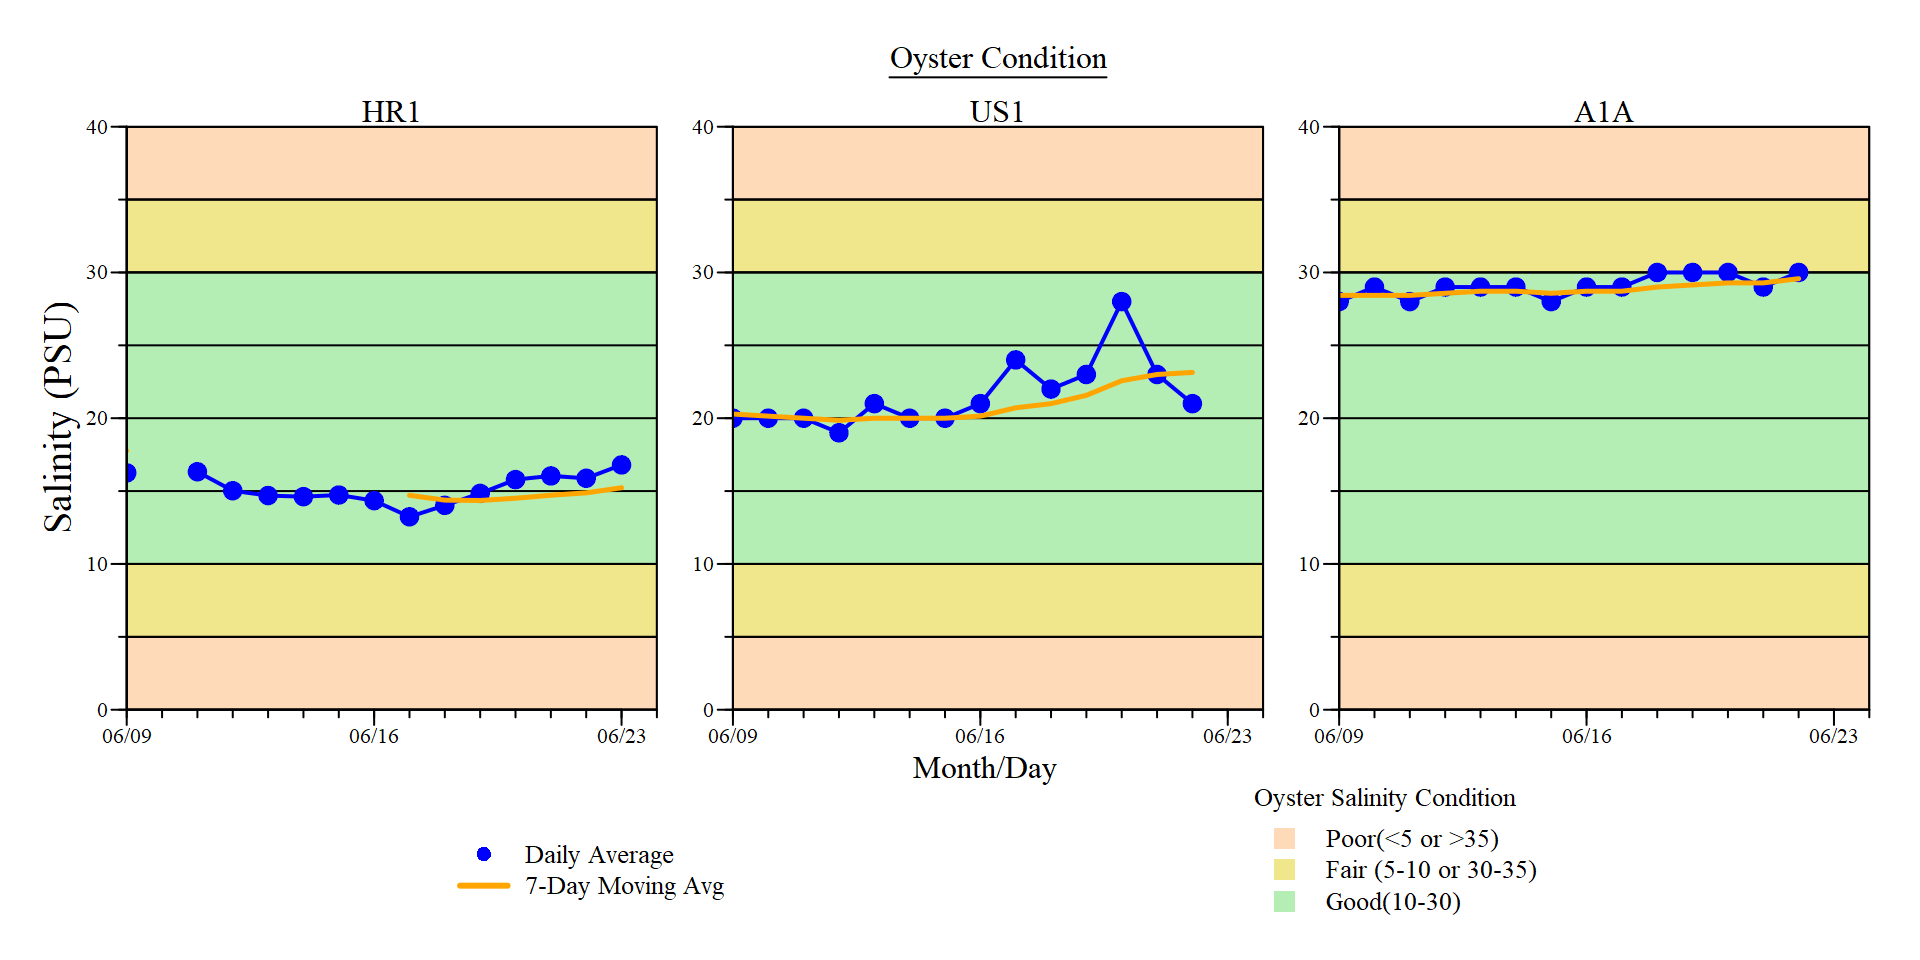 Oyster Condition
HR1
US1
A1A
Salinity (PSU)
40
30
20
10
0
06/09
06/16
06/23
40
30
20
10
0
06/09
06/16
06/23
40
30
20
10
0
06/09
06/16
06/23
Month/Day
Daily Average
7-Day Moving Avg
Oyster Salinity Condition
Poor(<5 or >35)
Fair (5-10 or 30-35)
Good(10-30)